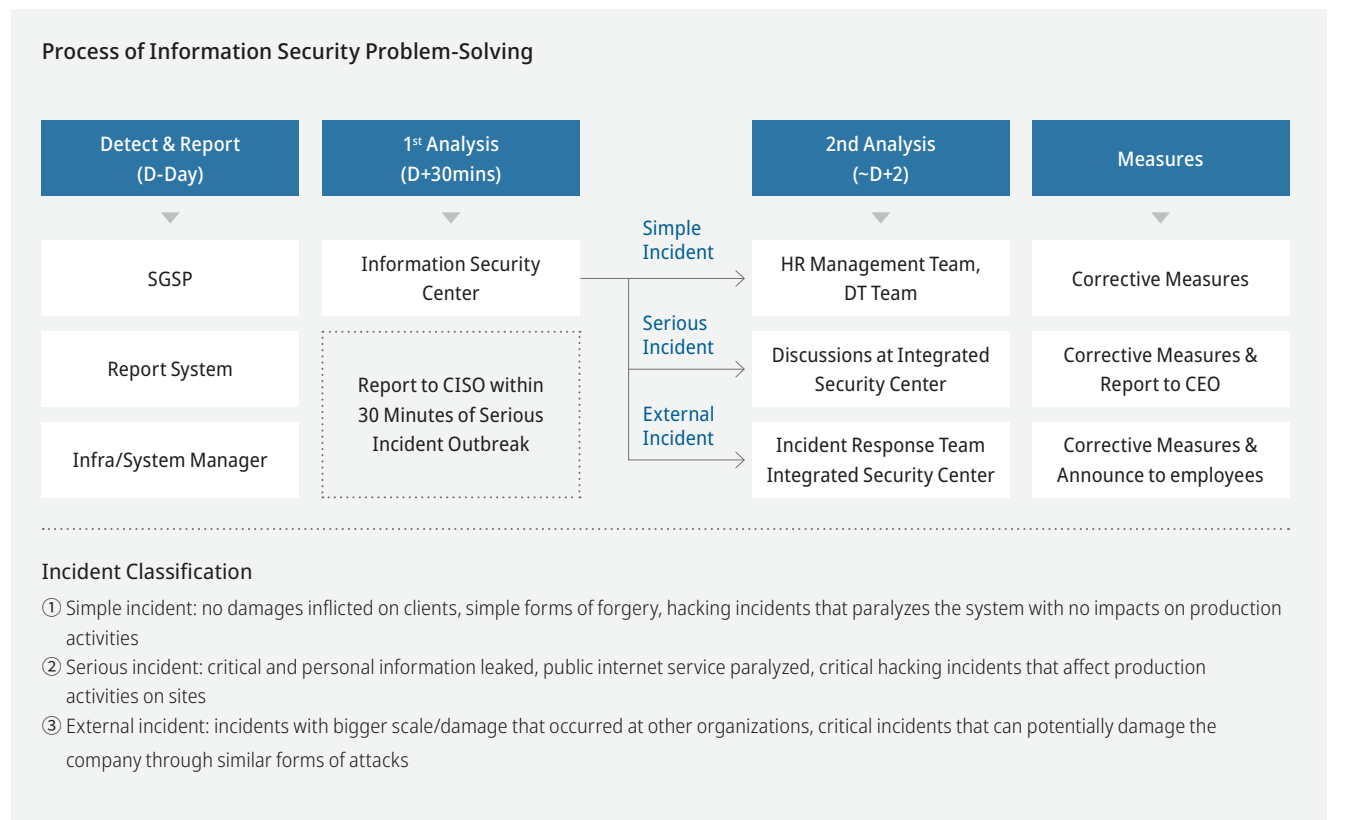 Process of Information Security Problem-Solving
Detect & Report
(D-Day)
1st Analysis
(D+30mins)
2nd Analysis
(~D+2)
Measures
SGSP
Report System
Infra/System Manager
Information Security
Center
Report to CISO within
30 Minutes of Serious
Incident Outbreak
Simple
Incident
Serious
Incident
External
Incident
HR Management Team,
DT Team
Discussions at Integrated
Security Center
Incident Response Team
Integrated Security Center
Corrective Measures
Corrective Measures &
Report to CEO
Corrective Measures &
Announce to employees
Incident Classification
① Simple incident: no damages inflicted on clients, simple forms of forgery, hacking incidents that paralyzes the system with no impacts on production
activities
② Serious incident: critical and personal information leaked, public internet service paralyzed, critical hacking incidents that affect production
activities on sites
③ External incident: incidents with bigger scale/damage that occurred at other organizations, critical incidents that can potentially damage the
company through similar forms of attacks